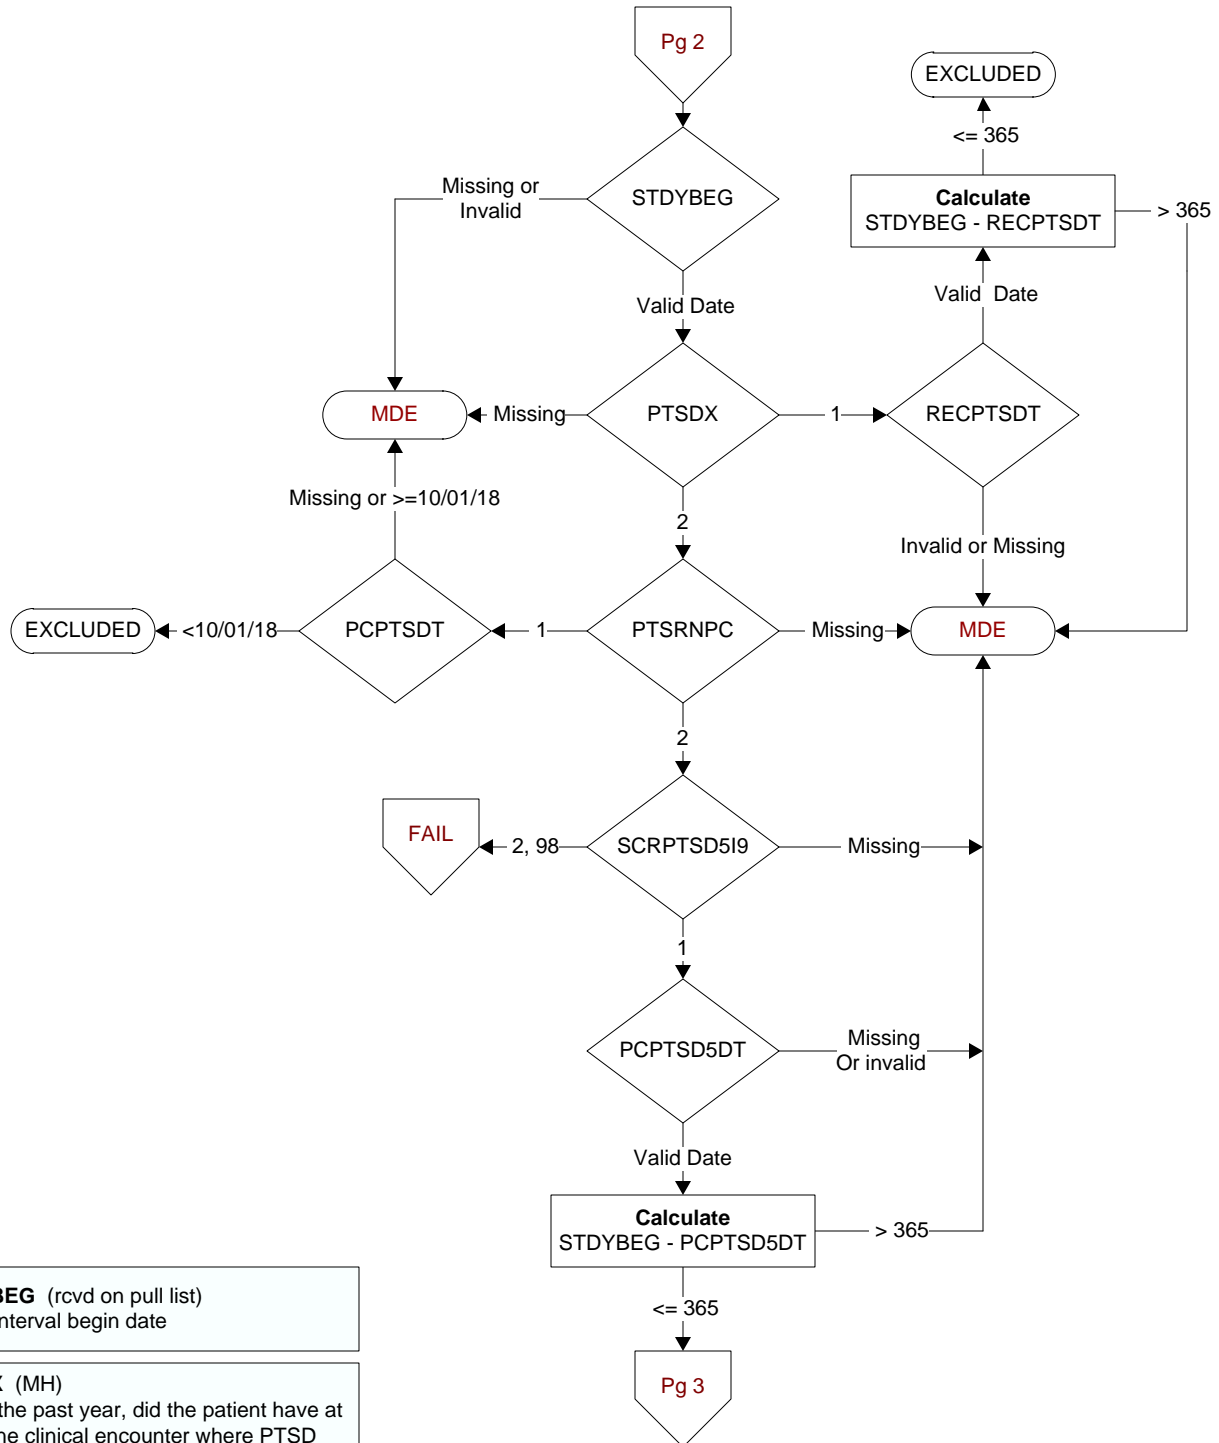 Pg 2
EXCLUDED
<= 365
Missing or
Invalid
STDYBEG
Calculate
STDYBEG - RECPTSDT
> 365
Valid Date
Valid  Date
MDE
Missing
PTSDX
1
RECPTSDT
Missing or >=10/01/18
2
Invalid or Missing
EXCLUDED
<10/01/18
PCPTSDT
1
PTSRNPC
Missing
MDE
2
FAIL
2, 98
SCRPTSD5I9
Missing
1
PCPTSD5DT
Missing
Or invalid
Valid Date
Calculate
STDYBEG - PCPTSD5DT
> 365
<= 365
Pg 3
BEG  (rcvd on pull list)
nterval begin date
X  (MH)
the past year, did the patient have at
ne clinical encounter where PTSD